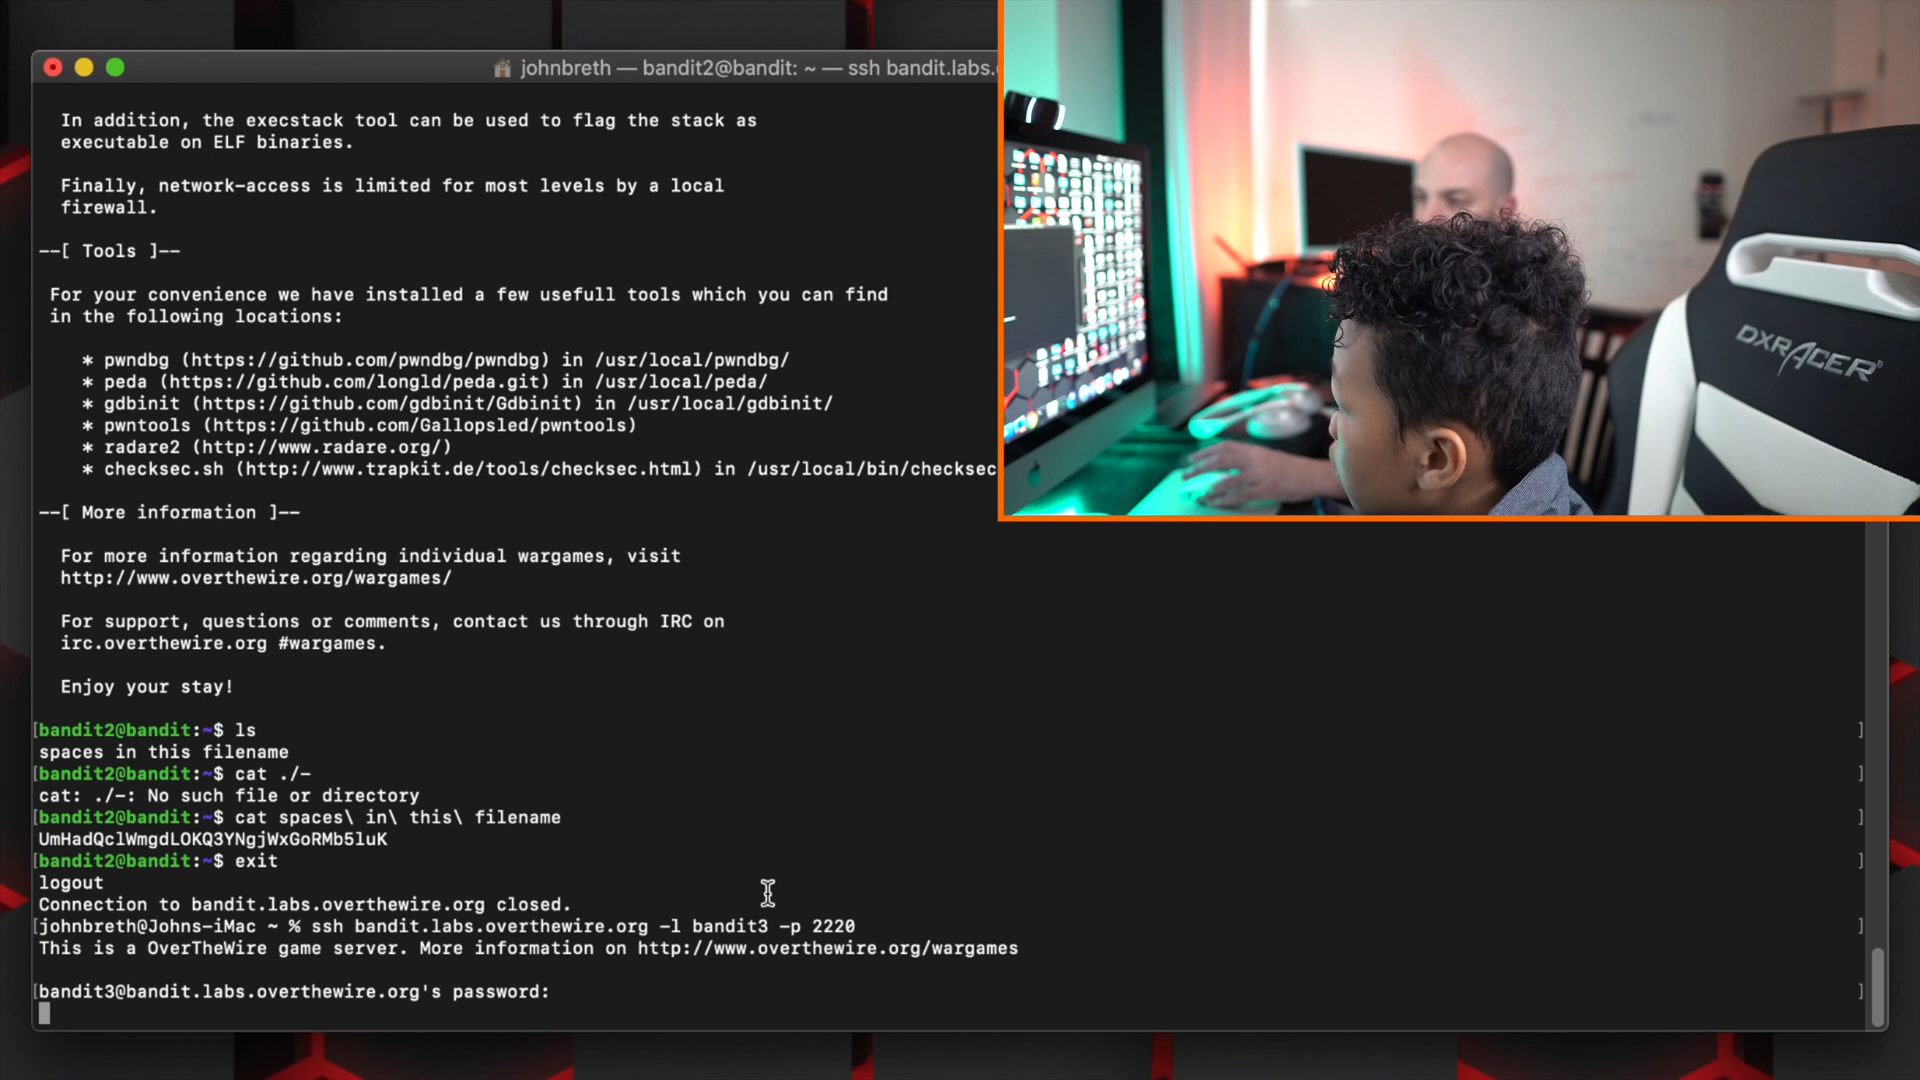 johnbreth — bandit2@bandit: ~ — ssh bandit.labs.
In addition, the execstack tool can be used to flag the stack as
executable on ELF binaries.
Finally, network-access is limited for most levels by a local
firewall.
--[ Tools ]--
For your convenience we have installed a few usefull tools which you can find
in the following locations:
* pwndbg (https://github.com/pwndbg/pwndbg) in /usr/local/pwndbg/
* peda (https://github.com/longld/peda.git) in /usr/local/peda/
* gdbinit (https://github.com/gdbinit/Gdbinit) in /usr/local/gdbinit/
* pwntools (https://github.com/Gallopsled/pwntools)
* radare2 (http://www.radare.org/)
* checksec.sh (http://www.trapkit.de/tools/checksec.html) in /usr/local/bin/checksec
--[ More information ]--
For more information regarding individual wargames, visit
http://www.overthewire.org/wargames/
For support, questions or comments, contact us through IRC on
irc.overthewire.org #wargames.
Enjoy your stay!
[bandit2@bandit:~$ ls ]
spaces in this filename
[bandit2@bandit:~$ cat ./- ]
cat: ./-: No such file or directory
[bandit2@bandit:~$ cat spaces\ in\ this\ filename ]
UmHadQclWmgdLOKQ3YNgjWxGoRMb5luK
[bandit2@bandit:~$ exit ]
logout
Connection to bandit.labs.overthewire.org closed.
[johnbreth@Johns-iMac ~ % ssh bandit.labs.overthewire.org -l bandit3 -p 2220 ]
This is a OverTheWire game server. More information on http://www.overthewire.org/wargames
[bandit3@bandit.labs.overthewire.org's password: ]
DXRACER®